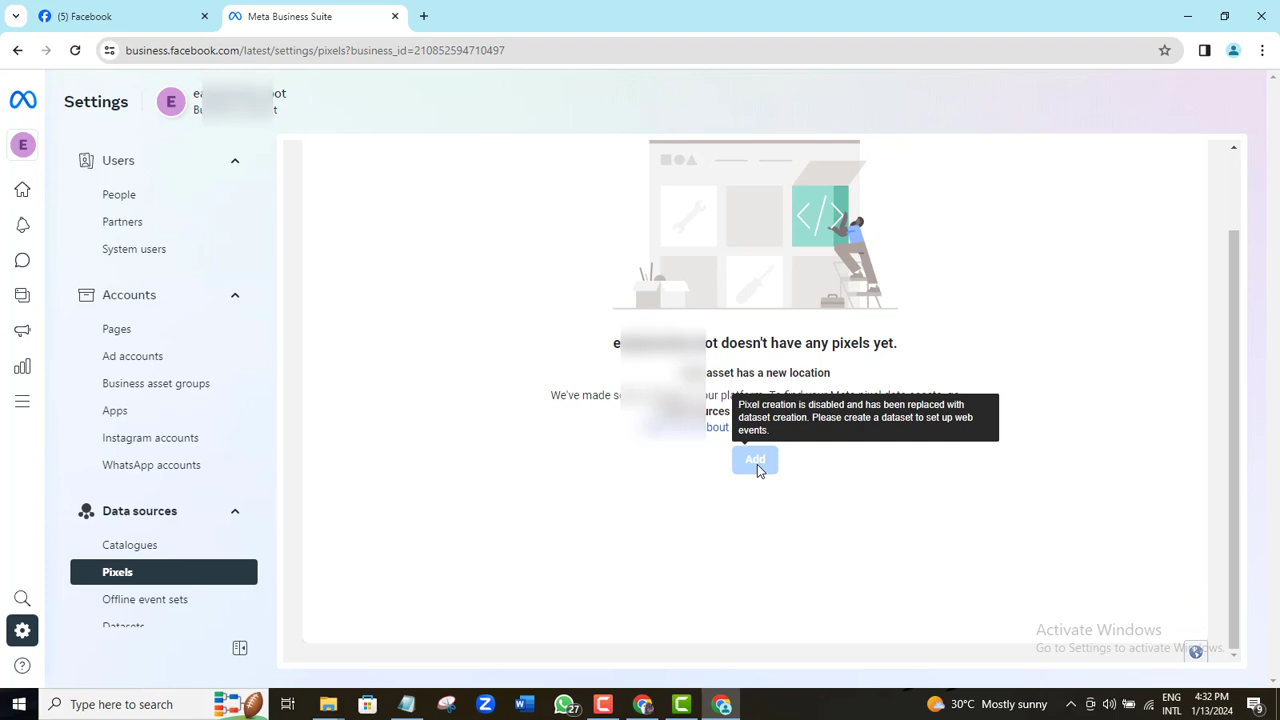 (5) Facebook
Meta Business Suite
business.facebook.com/latest/settings/pixels?business_id=210852594710497
Settings
E
E
Users
People
Partners
System users
Accounts
Pages
Ad accounts
Business asset groups
Apps
Instagram accounts
WhatsApp accounts
Data sources
Catalogues
Pixels
Offline event sets
Datasets
doesn't have any pixels yet.
asset has a new location
We've made
Pixel creation is disabled and has been replaced with
dataset creation. Please create a dataset to set up web
events.
about
Add
Activate Windows
Go to Settings to activate Windows.
Type here to search
27
30°C Mostly sunny
ENG
INTL
4:32 PM
1/13/2024